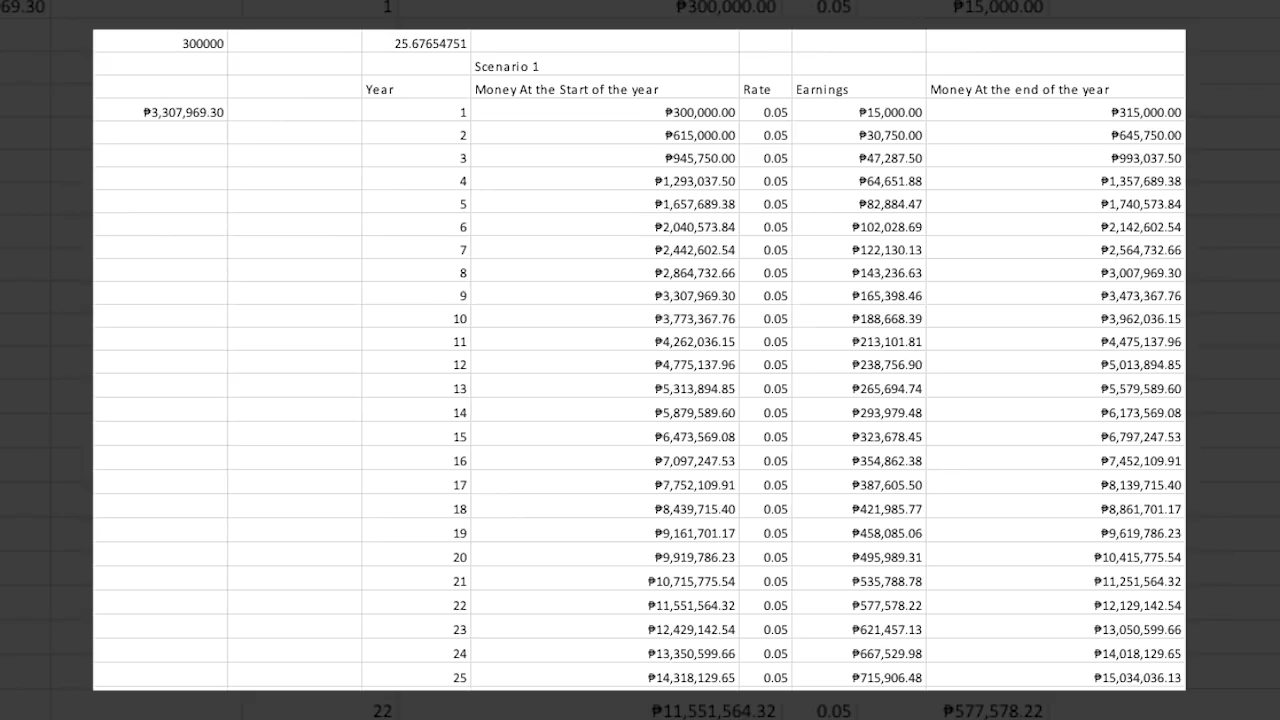 69.30 1 ₱300,000.00 0.05 ₱15,000.00
300000 25.67654751
Scenario 1
Year Money At the Start of the year Rate Earnings Money At the end of the year
₱3,307,969.30 1 ₱300,000.00 0.05 ₱15,000.00 ₱315,000.00
2 ₱615,000.00 0.05 ₱30,750.00 ₱645,750.00
3 ₱945,750.00 0.05 ₱47,287.50 ₱993,037.50
4 ₱1,293,037.50 0.05 ₱64,651.88 ₱1,357,689.38
5 ₱1,657,689.38 0.05 ₱82,884.47 ₱1,740,573.84
6 ₱2,040,573.84 0.05 ₱102,028.69 ₱2,142,602.54
7 ₱2,442,602.54 0.05 ₱122,130.13 ₱2,564,732.66
8 ₱2,864,732.66 0.05 ₱143,236.63 ₱3,007,969.30
9 ₱3,307,969.30 0.05 ₱165,398.46 ₱3,473,367.76
10 ₱3,773,367.76 0.05 ₱188,668.39 ₱3,962,036.15
11 ₱4,262,036.15 0.05 ₱213,101.81 ₱4,475,137.96
12 ₱4,775,137.96 0.05 ₱238,756.90 ₱5,013,894.85
13 ₱5,313,894.85 0.05 ₱265,694.74 ₱5,579,589.60
14 ₱5,879,589.60 0.05 ₱293,979.48 ₱6,173,569.08
15 ₱6,473,569.08 0.05 ₱323,678.45 ₱6,797,247.53
16 ₱7,097,247.53 0.05 ₱354,862.38 ₱7,452,109.91
17 ₱7,752,109.91 0.05 ₱387,605.50 ₱8,139,715.40
18 ₱8,439,715.40 0.05 ₱421,985.77 ₱8,861,701.17
19 ₱9,161,701.17 0.05 ₱458,085.06 ₱9,619,786.23
20 ₱9,919,786.23 0.05 ₱495,989.31 ₱10,415,775.54
21 ₱10,715,775.54 0.05 ₱535,788.78 ₱11,251,564.32
22 ₱11,551,564.32 0.05 ₱577,578.22 ₱12,129,142.54
23 ₱12,429,142.54 0.05 ₱621,457.13 ₱13,050,599.66
24 ₱13,350,599.66 0.05 ₱667,529.98 ₱14,018,129.65
25 ₱14,318,129.65 0.05 ₱715,906.48 ₱15,034,036.13
22 ₱11,551,564.32 0.05 ₱577,578.22